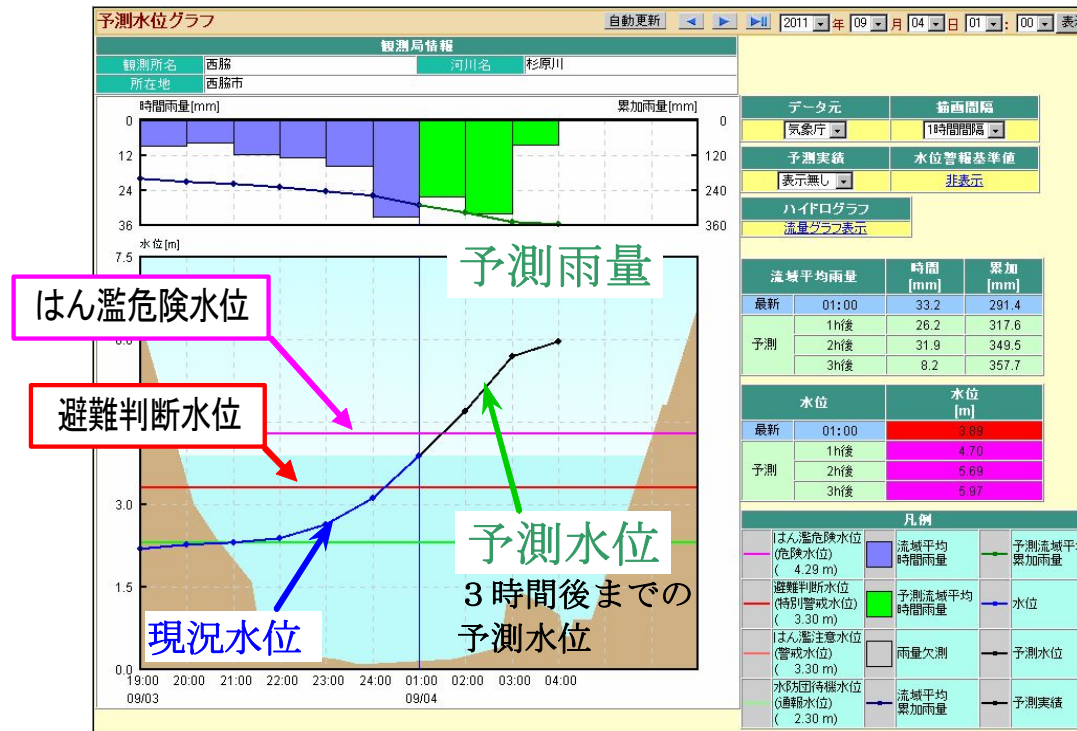 予測水位グラフ
自動更新
2011 年 09 月 04 日 01 : 00
観測局情報
観測所名 西脇 河川名 杉原川
所在地 西脇市
時間雨量[mm] 累加雨量[mm]
0 0
12 120
24 240
36 360
水位[m]
7.5
予測雨量
はん濫危険水位
避難判断水位
3.0
予測水位
3時間後までの
予測水位
1.5
現況水位
0.0
19:00 20:00 21:00 22:00 23:00 24:00 01:00 02:00 03:00 04:00
09/03 09/04
データ元 描画間隔
気象庁 1時間間隔
予測実績 水位警報基準値
表示無し 非表示
ハイドログラフ
流量グラフ表示
流域平均雨量 時間[mm] 累加[mm]
最新 01:00 33.2 291.4
予測 1h後 26.2 317.6
2h後 31.9 349.5
3h後 8.2 357.7
水位 水位[m]
最新 01:00 3.89
予測 1h後 4.70
2h後 5.69
3h後 5.97
凡例
はん濫危険水位
(危険水位)
( 4.29 m)
流域平均
時間雨量
累加雨量
避難判断水位
(特別警戒水位)
( 3.30 m)
予測流域平均
時間雨量
水位
はん濫注意水位
(警戒水位)
( 3.30 m)
雨量欠測
予測水位
水防団待機水位
(通報水位)
( 2.30 m)
流域平均
累加雨量
予測実績